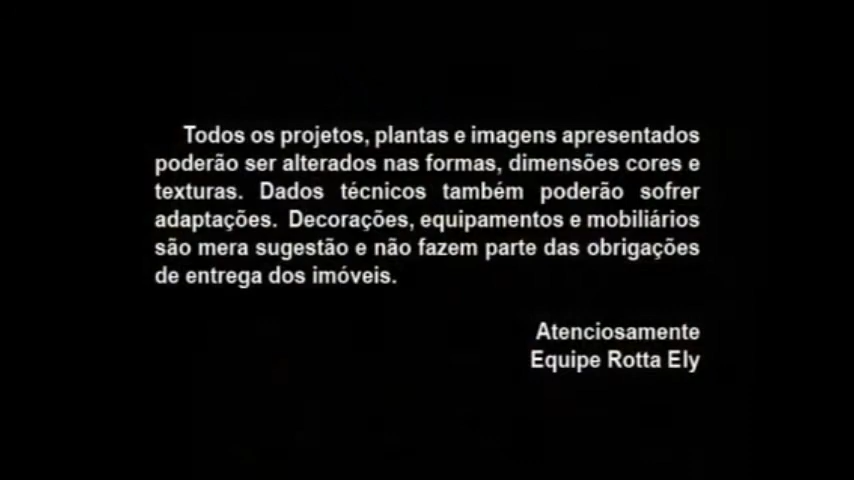 Todos os projetos, plantas e imagens apresentados
poderão ser alterados nas formas, dimensões cores e
texturas. Dados técnicos também poderão sofrer
adaptações. Decorações, equipamentos e mobiliários
são mera sugestão e não fazem parte das obrigações
de entrega dos imóveis.
Atenciosamente
Equipe Rotta Ely